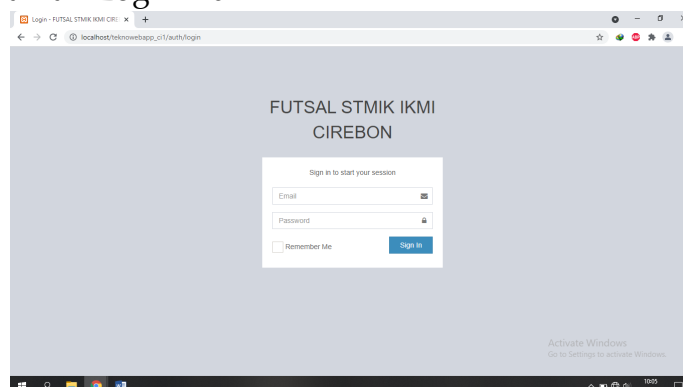 Login - FUTSAL STMIK IKMI CIRE
localhost/teknowebapp_ci1/auth/login
FUTSAL STMIK IKMI
CIREBON
Sign in to start your session
Email
Password
Remember Me
Sign In
Activate Windows
Go to Settings to activate Windows.
10:05